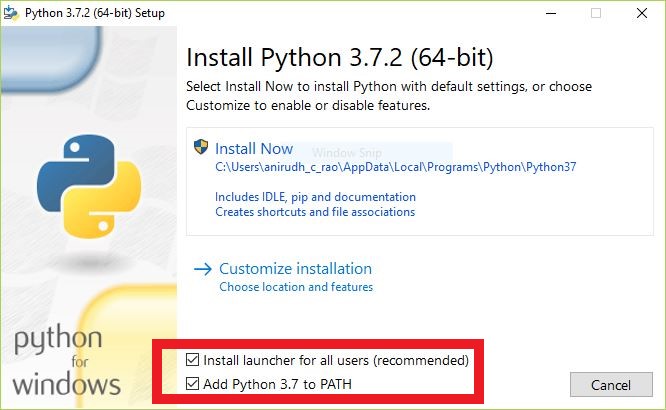 Python 3.7.2 (64-bit) Setup
Install Python 3.7.2 (64-bit)
Select Install Now to install Python with default settings, or choose
Customize to enable or disable features.
Install Now
Window Snip
C:\Users\anirudh_c_rao\AppData\Local\Programs\Python\Python37
Includes IDLE, pip and documentation
Creates shortcuts and file associations
Customize installation
Choose location and features
python
for
windows
Install launcher for all users (recommended)
Add Python 3.7 to PATH
Cancel